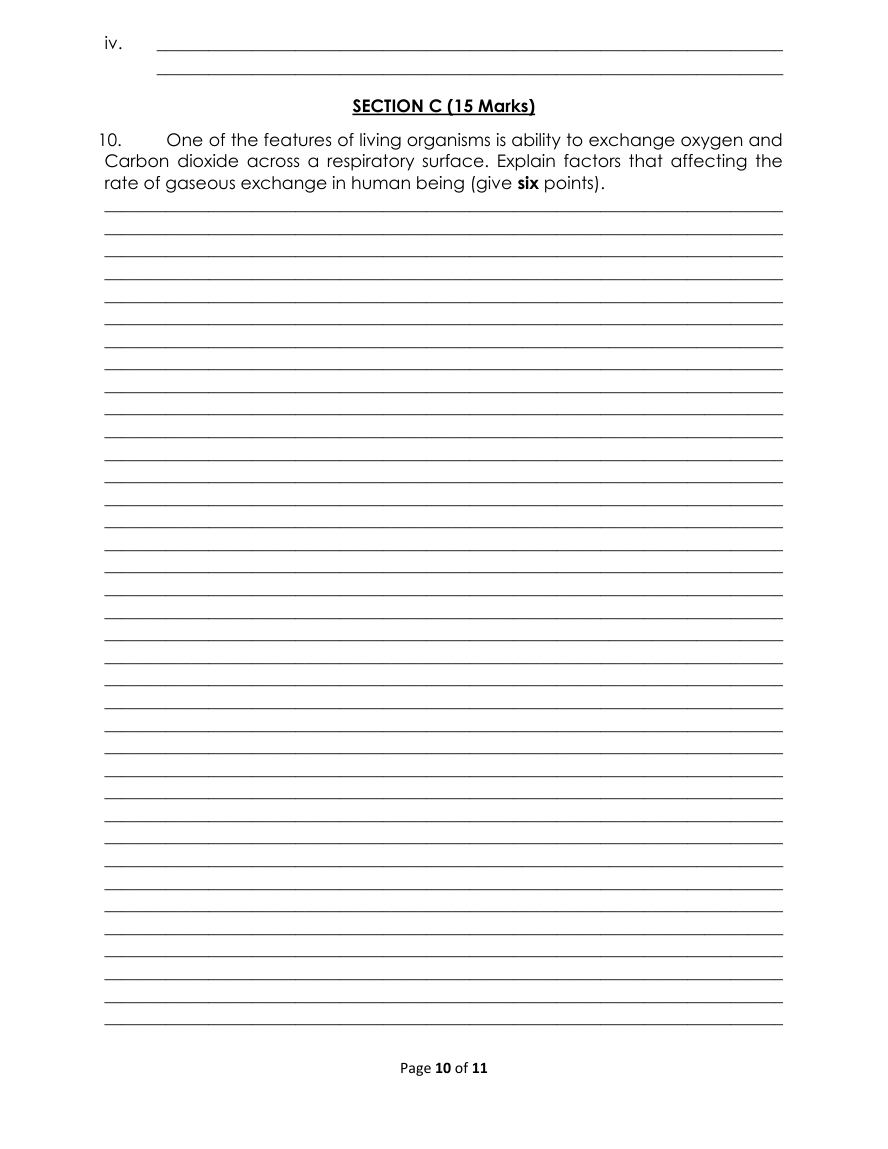 iv.
SECTION C (15 Marks)
10. One of the features of living organisms is ability to exchange oxygen and
Carbon dioxide across a respiratory surface. Explain factors that affecting the
rate of gaseous exchange in human being (give six points).
Page 10 of 11